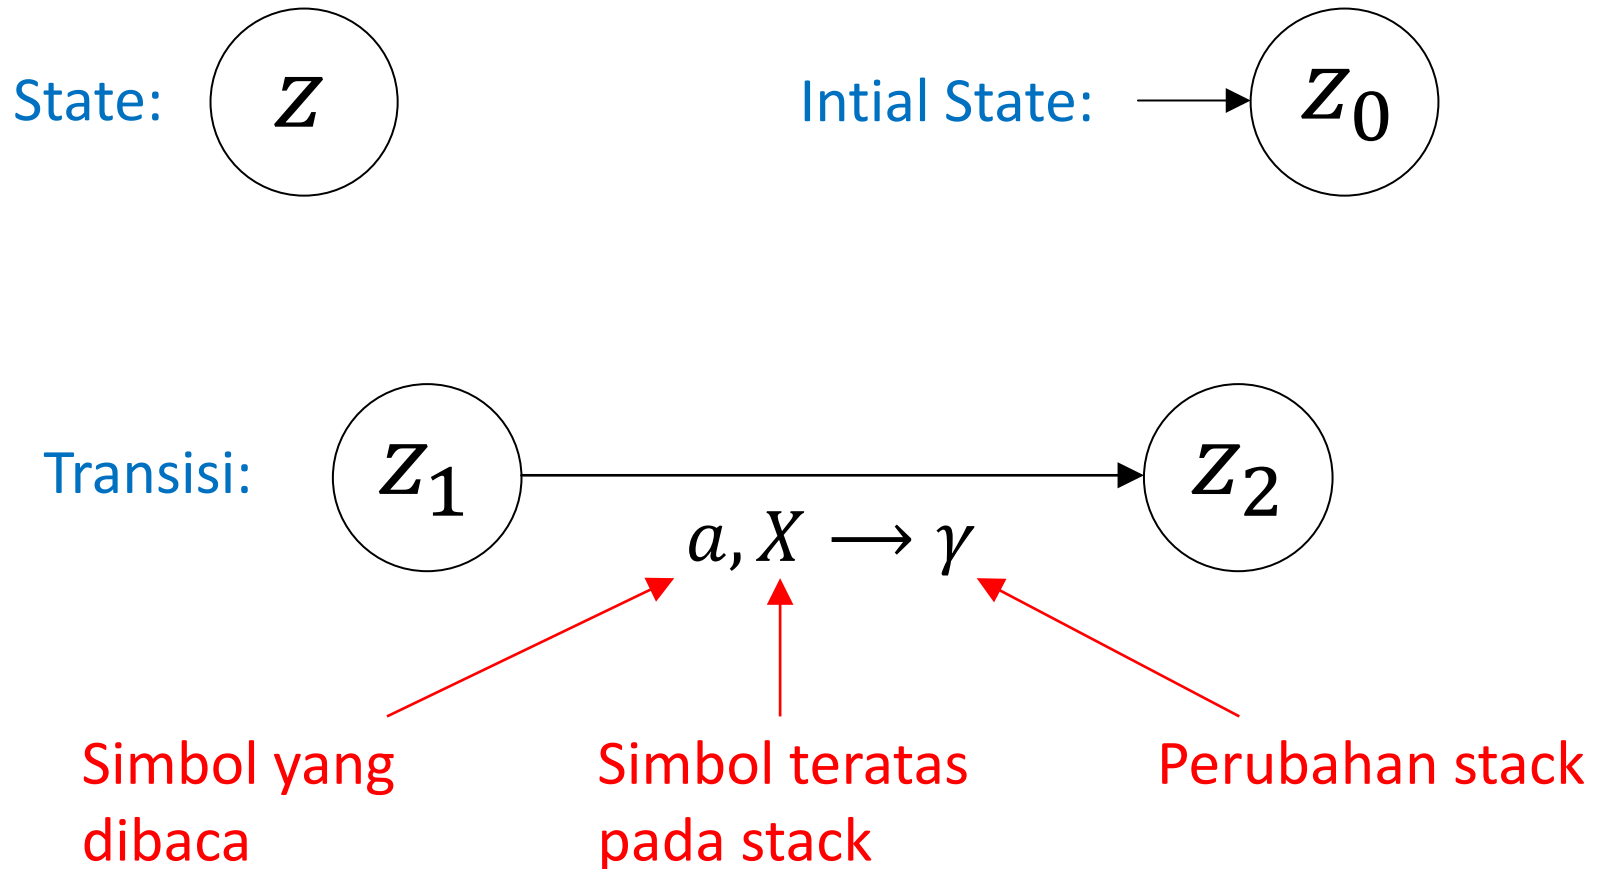 State: z
Intial State: z₀
Transisi: z₁ z₂
a, X ⟶ γ
Simbol yang
dibaca
Simbol teratas
pada stack
Perubahan stack